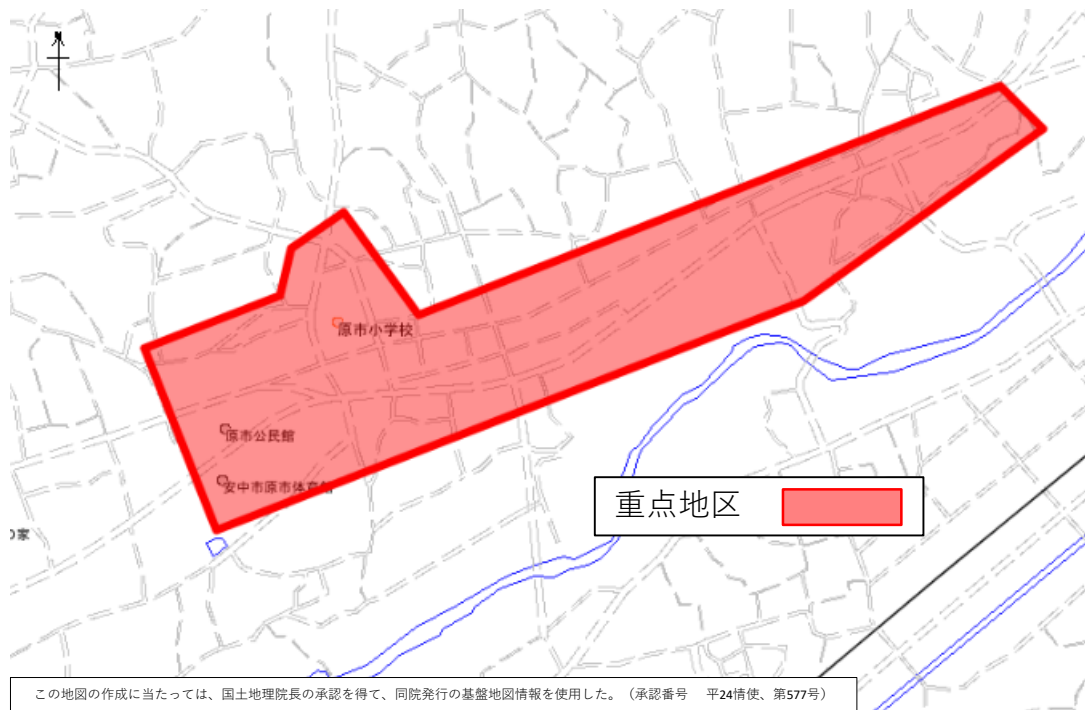 原市小学校
原市公民館
安中市原市体育館
の家
重点地区
この地図の作成に当たっては、国土地理院長の承認を得て、同院発行の基盤地図情報を使用した。（承認番号　平24情使、第577号）